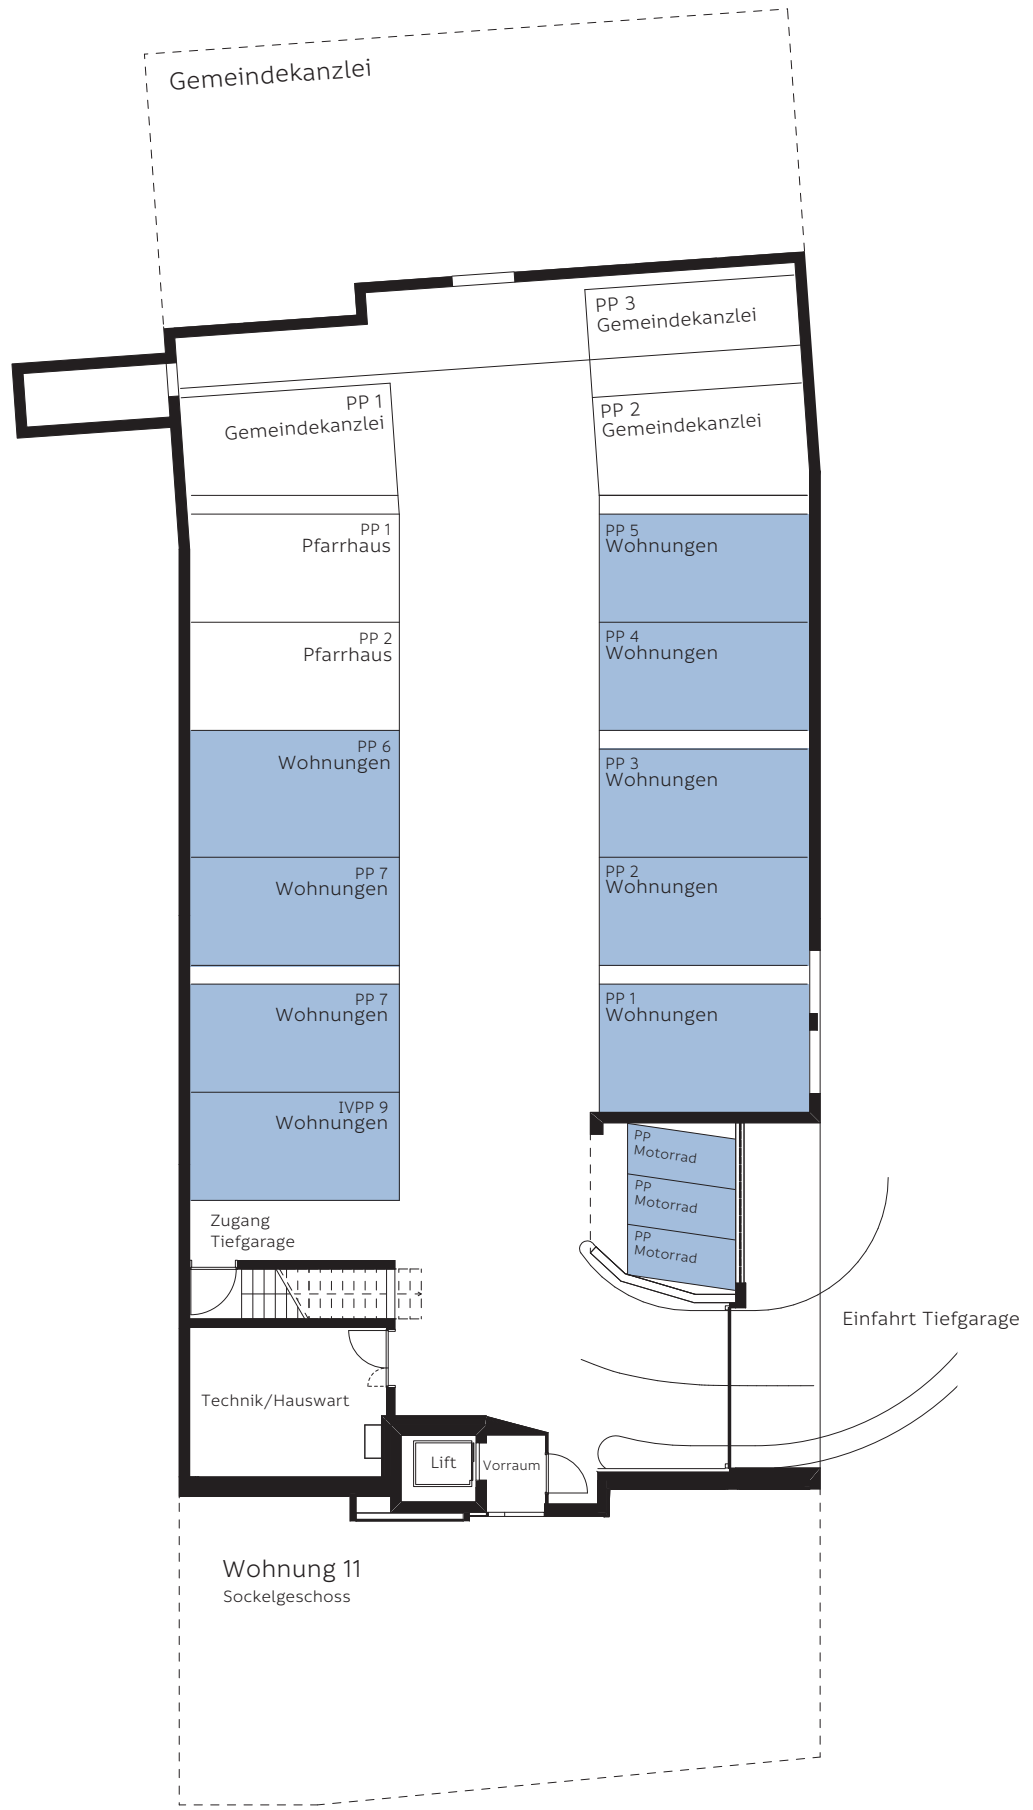 Gemeindekanzlei
PP 3
Gemeindekanzlei
PP 1
Gemeindekanzlei
PP 2
Gemeindekanzlei
PP 1
Pfarrhaus
PP 5
Wohnungen
PP 2
Pfarrhaus
PP 4
Wohnungen
PP 6
Wohnungen
PP 3
Wohnungen
PP 7
Wohnungen
PP 2
Wohnungen
PP 7
Wohnungen
PP 1
Wohnungen
IVPP 9
Wohnungen
PP
Motorrad
PP
Motorrad
PP
Motorrad
Zugang
Tiefgarage
Einfahrt Tiefgarage
Technik/Hauswart
Lift
Vorraum
Wohnung 11
Sockelgeschoss